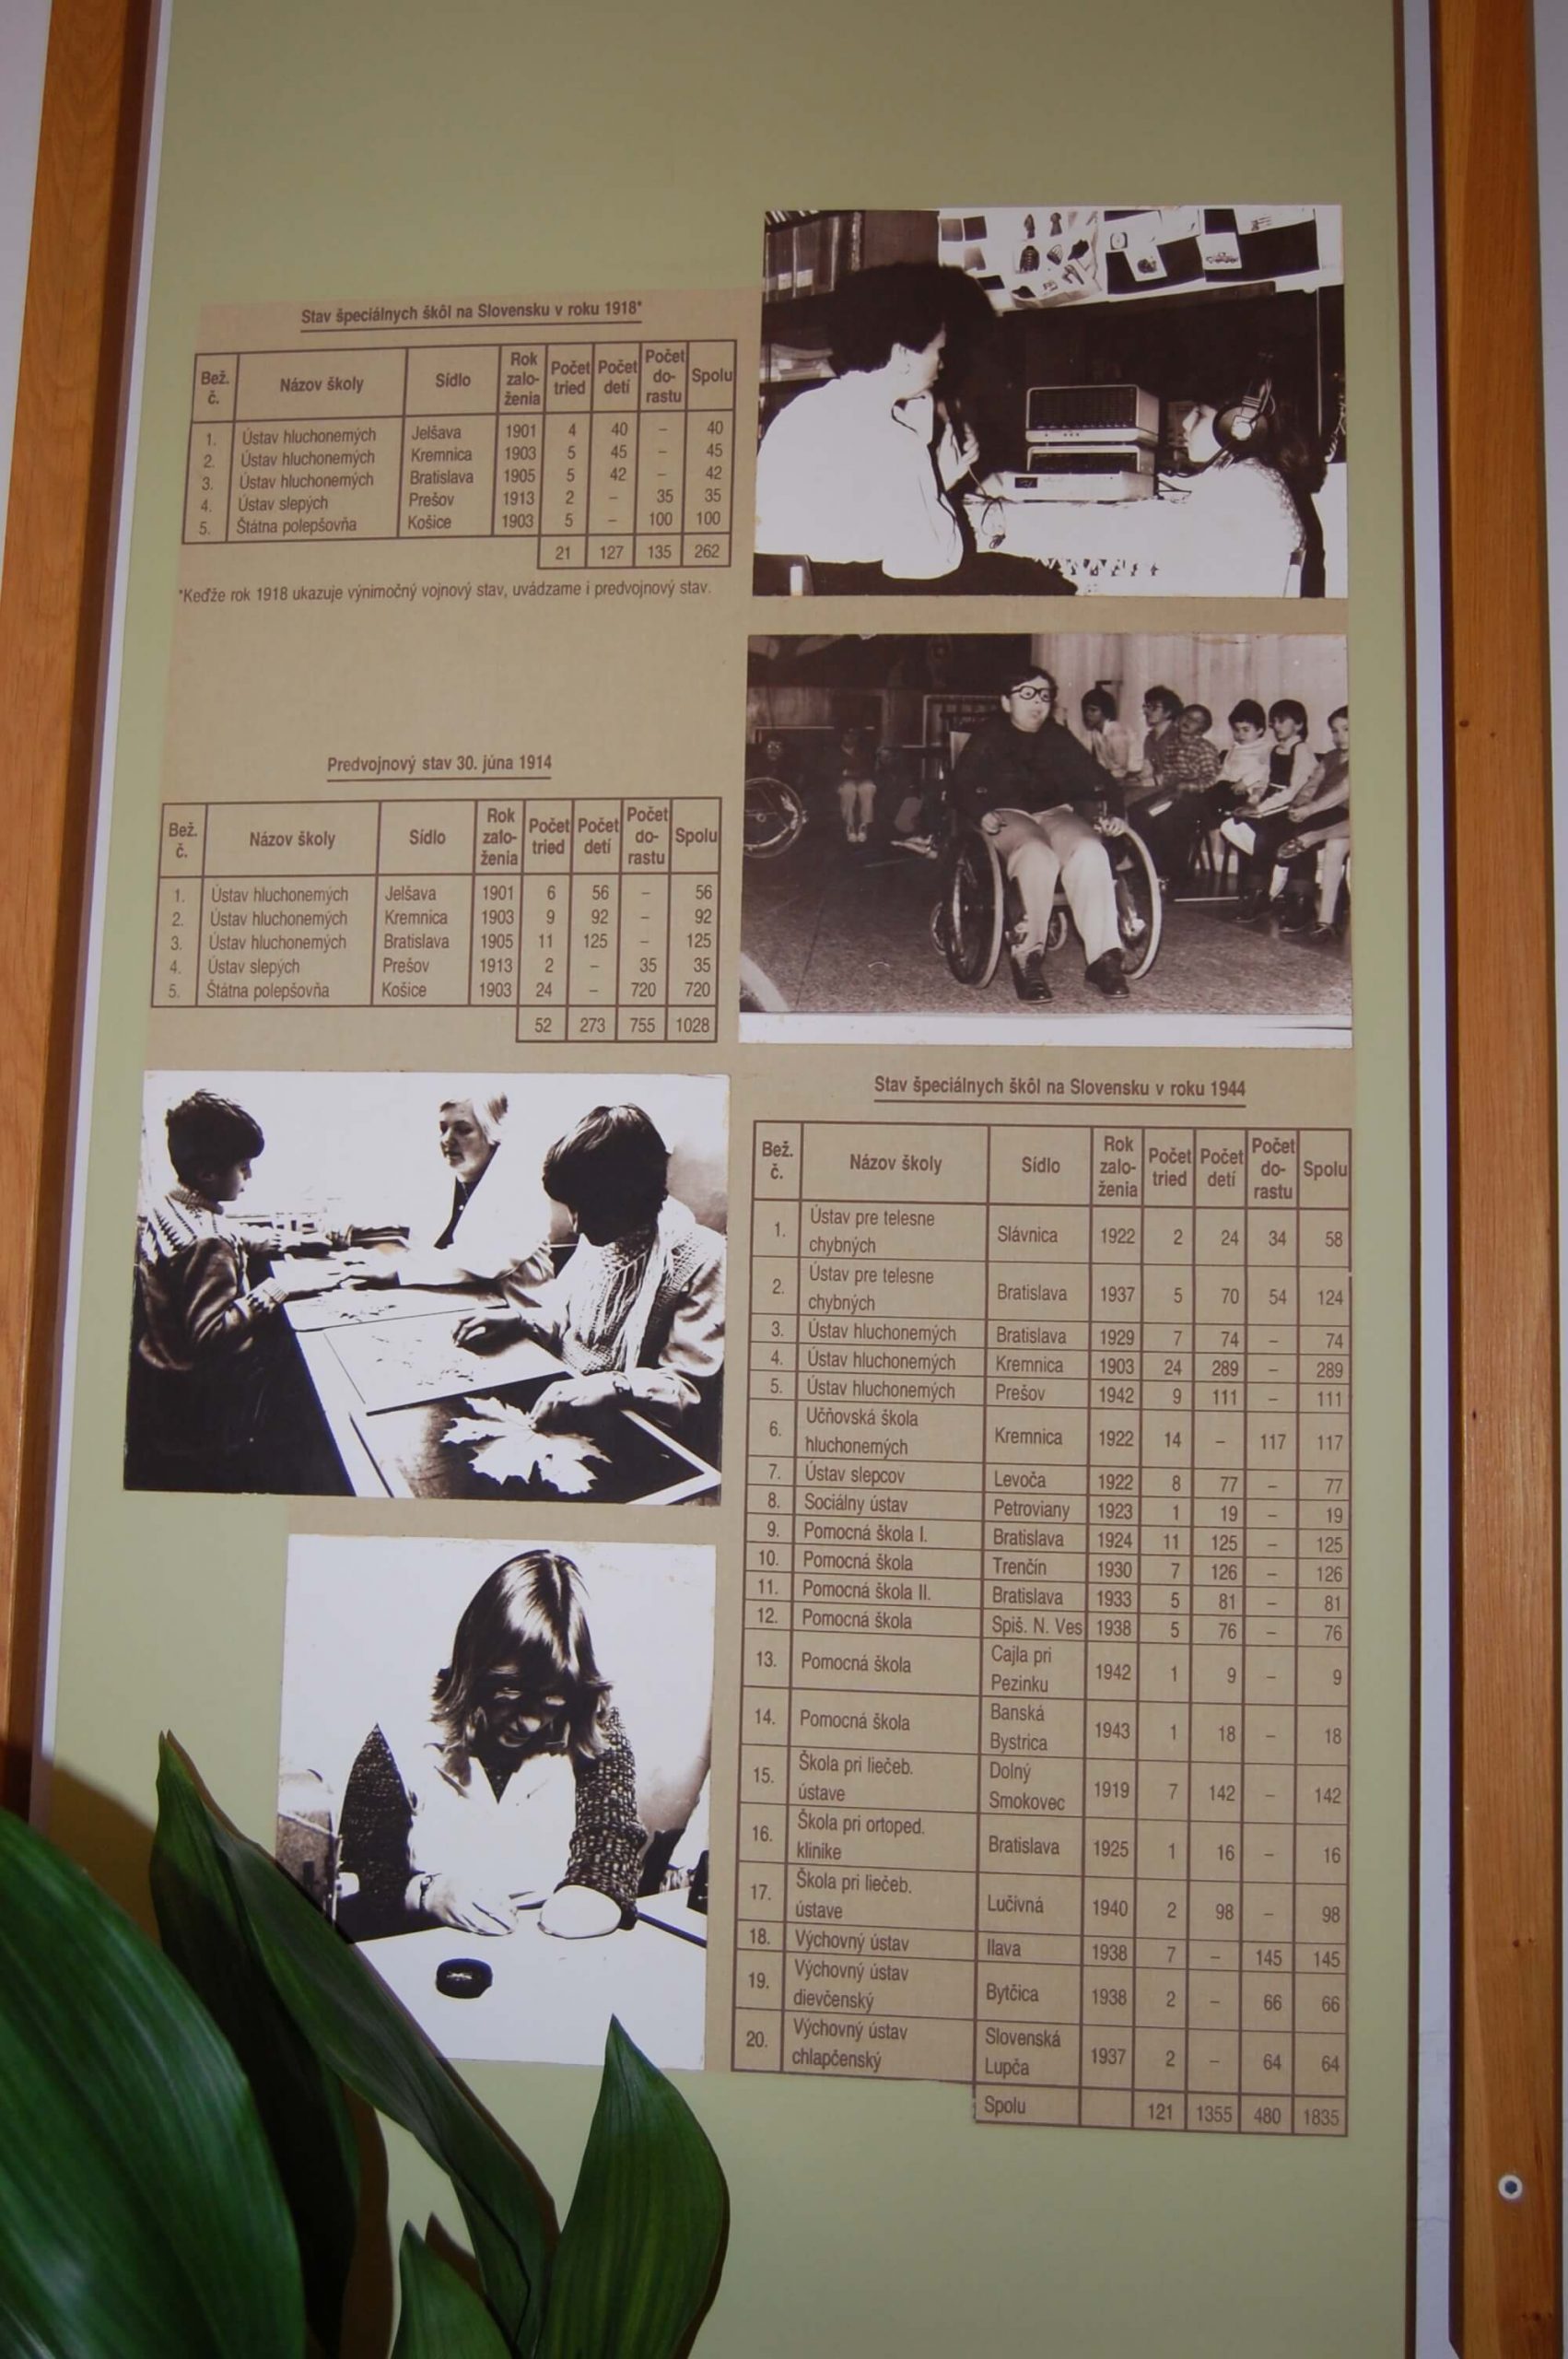 Stav špeciálnych škôl na Slovensku v roku 1918*
Bež. č. Názov školy Sídlo Rok založenia Počet tried Počet detí Počet dorastu Spolu
1. Ústav hluchonemých Jelšava 1901 4 40 – 40
2. Ústav hluchonemých Kremnica 1903 5 45 – 45
3. Ústav hluchonemých Bratislava 1905 5 42 – 42
4. Ústav slepých Prešov 1913 2 – 35 35
5. Štátna polepšovňa Košice 1903 5 – 100 100
21 127 135 262
*Keďže rok 1918 ukazuje výnimočný vojnový stav, uvádzame i predvojnový stav.
Predvojnový stav 30. júna 1914
Bež. č. Názov školy Sídlo Rok založenia Počet tried Počet detí Počet dorastu Spolu
1. Ústav hluchonemých Jelšava 1901 6 56 – 56
2. Ústav hluchonemých Kremnica 1903 9 92 – 92
3. Ústav hluchonemých Bratislava 1905 11 125 – 125
4. Ústav slepých Prešov 1913 2 – 35 35
5. Štátna polepšovňa Košice 1903 24 – 720 720
52 273 755 1028
Stav špeciálnych škôl na Slovensku v roku 1944
Bež. č. Názov školy Sídlo Rok založenia Počet tried Počet detí Počet dorastu Spolu
1. Ústav pre telesne chybných Slávnica 1922 2 24 34 58
2. Ústav pre telesne chybných Bratislava 1937 5 70 54 124
3. Ústav hluchonemých Bratislava 1929 7 74 – 74
4. Ústav hluchonemých Kremnica 1903 24 289 – 289
5. Ústav hluchonemých Prešov 1942 9 111 – 111
6. Učňovská škola hluchonemých Kremnica 1922 14 – 117 117
7. Ústav slepcov Levoča 1922 8 77 – 77
8. Sociálny ústav Petroviany 1923 1 19 – 19
9. Pomocná škola I. Bratislava 1924 11 125 – 125
10. Pomocná škola Trenčín 1930 7 126 – 126
11. Pomocná škola II. Bratislava 1933 5 81 – 81
12. Pomocná škola Spiš. N. Ves 1938 5 76 – 76
13. Pomocná škola Cajla pri Pezinku 1942 1 9 – 9
14. Pomocná škola Banská Bystrica 1943 1 18 – 18
15. Škola pri liečeb. ústave Dolný Smokovec 1919 7 142 – 142
16. Škola pri ortoped. klinike Bratislava 1925 1 16 – 16
17. Škola pri liečeb. ústave Lučivná 1940 2 98 – 98
18. Výchovný ústav Ilava 1938 7 – 145 145
19. Výchovný ústav dievčenský Bytčica 1938 2 – 66 66
20. Výchovný ústav chlapčenský Slovenská Lupča 1937 2 – 64 64
Spolu 121 1355 480 1835